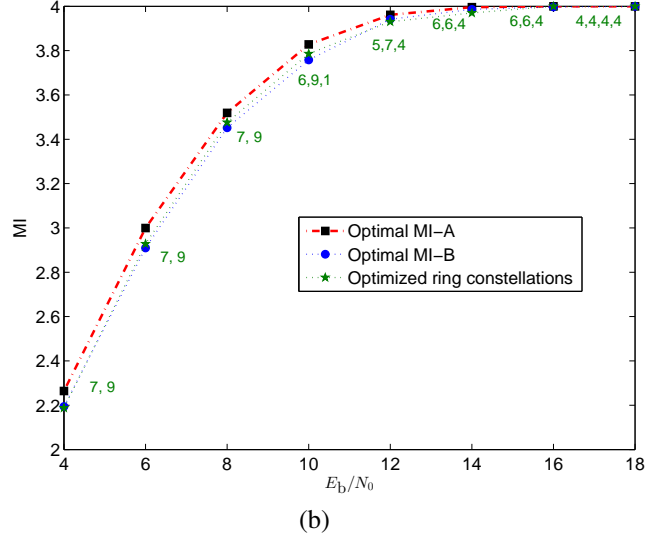 4
3.8
3.6
3.4
3.2
3
2.8
2.6
2.4
2.2
2
MI
7, 9
7, 9
7, 9
6,9,1
5,7,4
6,6,4
6,6,4
4,4,4,4
Optimal MI−A
Optimal MI−B
Optimized ring constellations
4 6 8 10 12 14 16 18
E_b/N_0
(b)